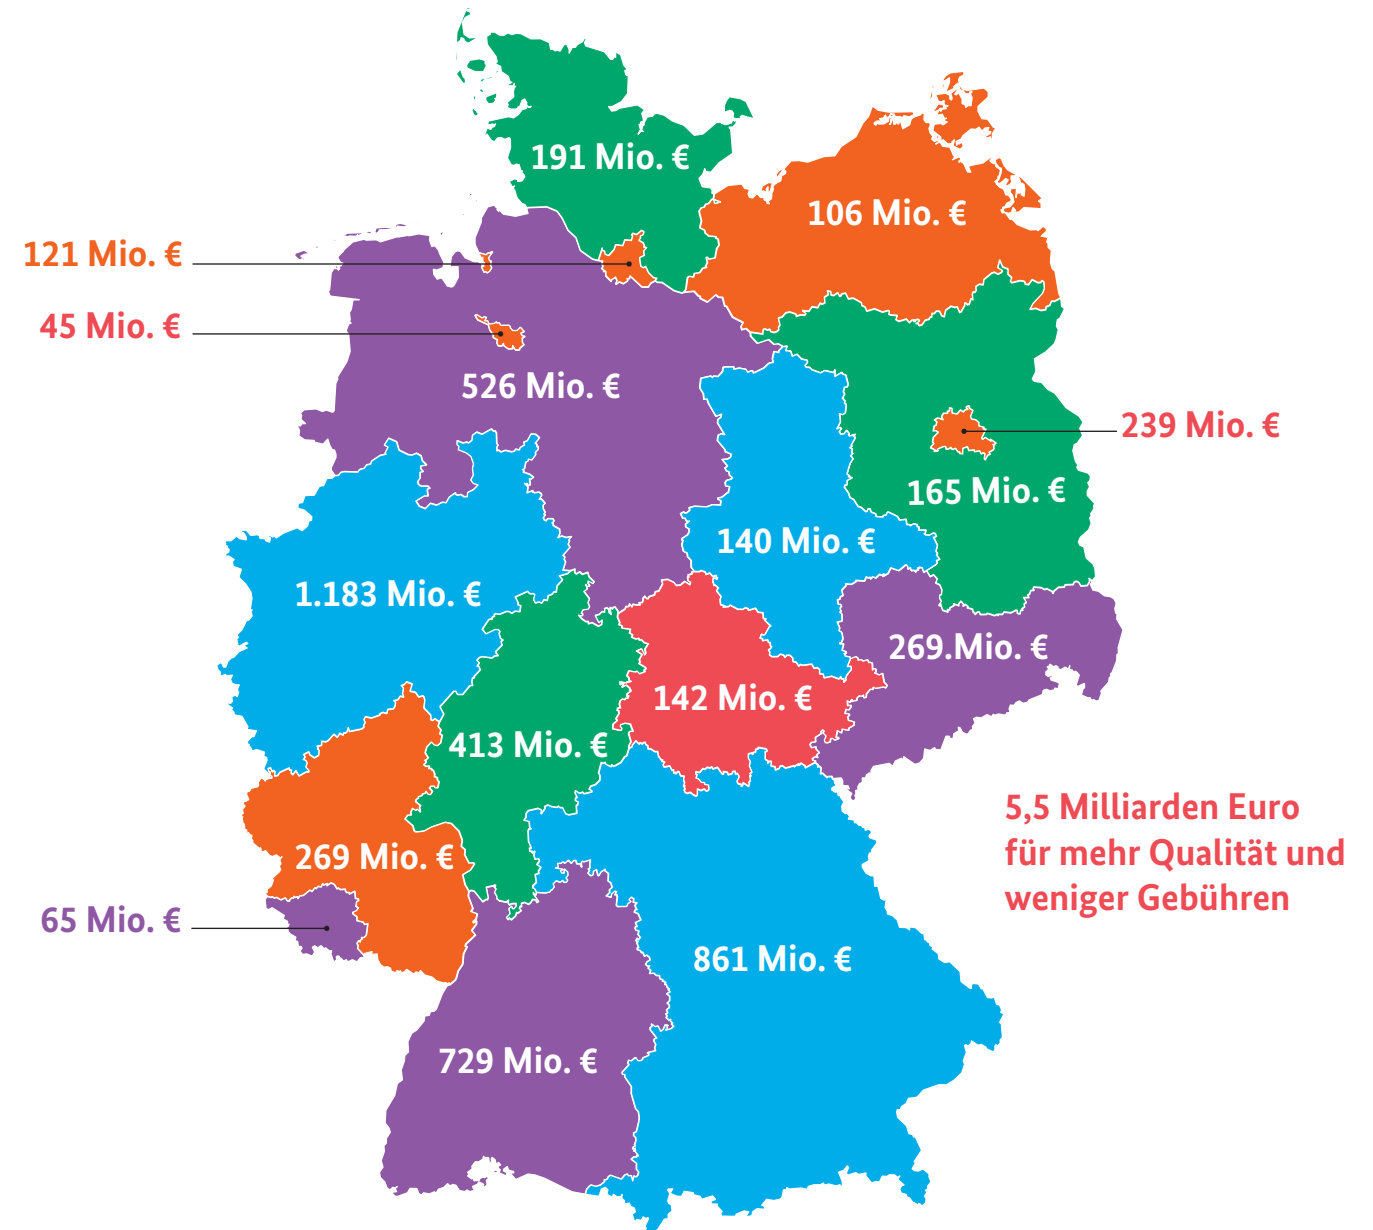 191 Mio. €
106 Mio. €
121 Mio. €
45 Mio. €
526 Mio. €
239 Mio. €
165 Mio. €
140 Mio. €
1.183 Mio. €
269.Mio. €
142 Mio. €
413 Mio. €
5,5 Milliarden Euro
für mehr Qualität und
weniger Gebühren
269 Mio. €
65 Mio. €
861 Mio. €
729 Mio. €